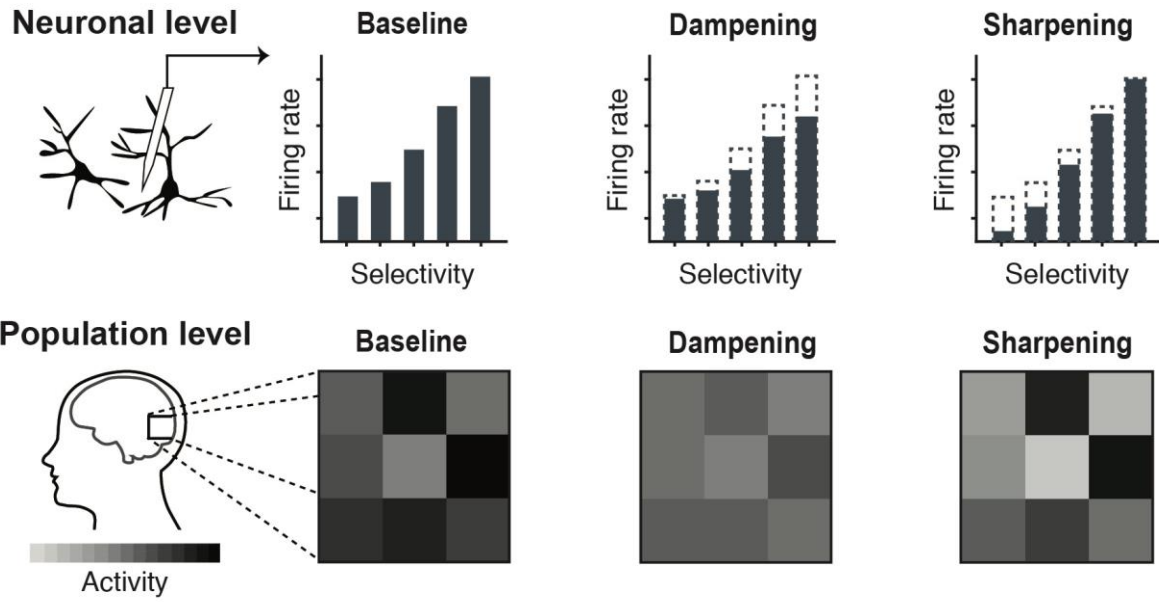 Neuronal level
Baseline
Dampening
Sharpening
Firing rate
Firing rate
Firing rate
Selectivity
Selectivity
Selectivity
Population level
Baseline
Dampening
Sharpening
Activity